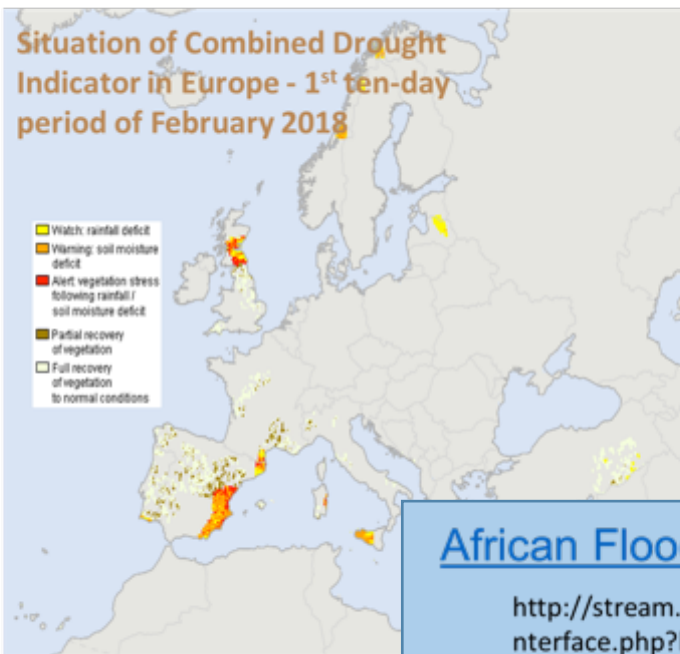 Situation of Combined Drought
Indicator in Europe - 1st ten-day
period of February 2018
Watch: rainfall deficit
Warning: soil moisture
deficit
Alert: vegetation stress
following rainfall /
soil moisture deficit
Partial recovery
of vegetation
Full recovery
of vegetation
to normal conditions
African Floo
http://stream.
nterface.php?